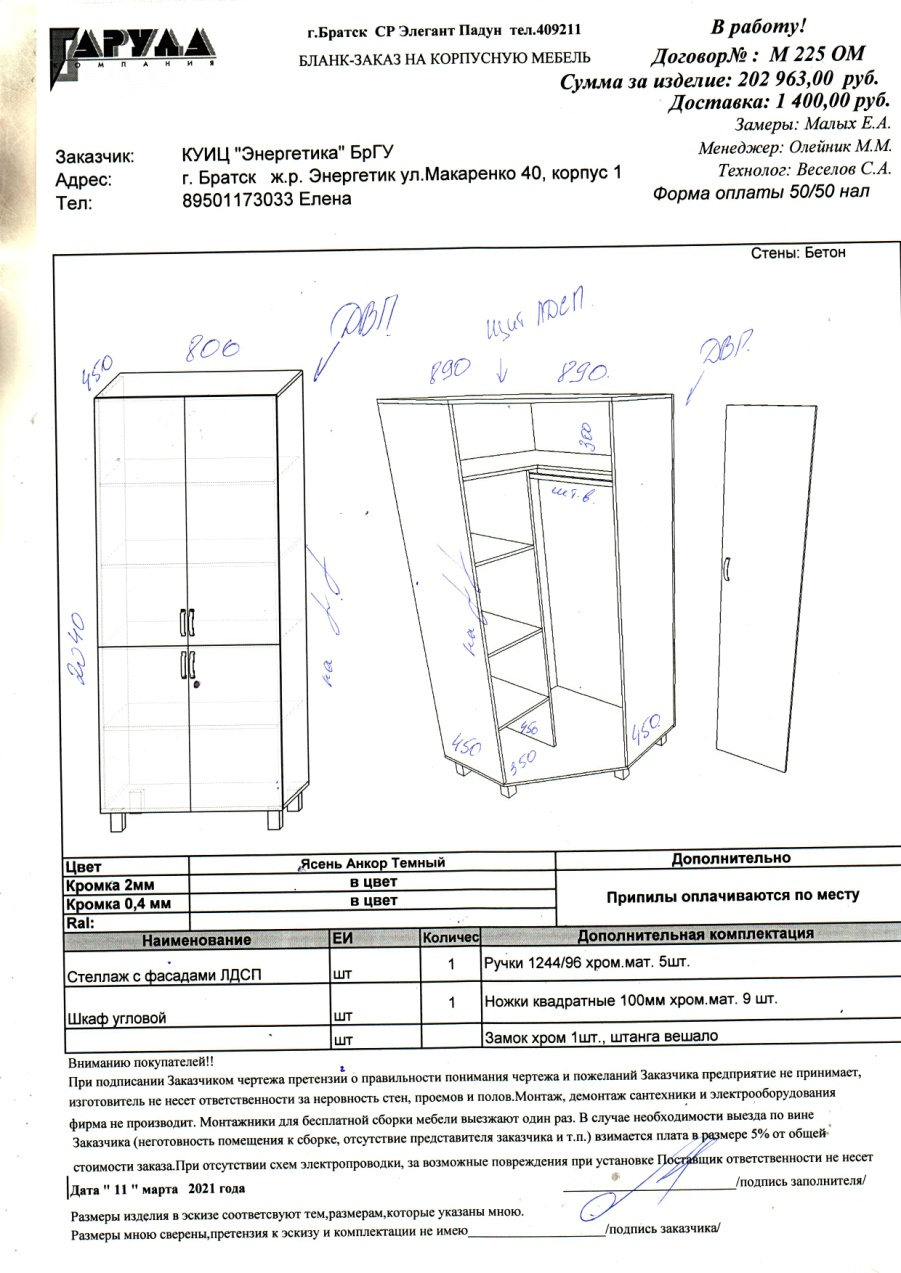 ГАРУДА
КОМПАНИЯ
г.Братск СР Элегант Падун тел.409211
БЛАНК-ЗАКАЗ НА КОРПУСНУЮ МЕБЕЛЬ
В работу!
Договор№ : М 225 ОМ
Сумма за изделие: 202 963,00 руб.
Доставка: 1 400,00 руб.
Замеры: Малых Е.А.
Менеджер: Олейник М.М.
Технолог: Веселов С.А.
Форма оплаты 50/50 нал
Заказчик: КУИЦ "Энергетика" БрГУ
Адрес: г. Братск ж.р. Энергетик ул.Макаренко 40, корпус 1
Тел: 89501173033 Елена
Стены: Бетон
ДВП.
щит ЛДСП.
ДВП.
450
800
890
890.
300
шт.в.
2040
на
на
450
450
350
450.
Цвет Ясень Анкор Темный Дополнительно
Кромка 2мм в цвет Припилы оплачиваются по месту
Кромка 0,4 мм в цвет
Ral:
Наименование ЕИ Количес Дополнительная комплектация
Стеллаж с фасадами ЛДСП шт 1 Ручки 1244/96 хром.мат. 5шт.
Шкаф угловой шт 1 Ножки квадратные 100мм хром.мат. 9 шт.
шт Замок хром 1шт., штанга вешало
Вниманию покупателей!!
При подписании Заказчиком чертежа претензии о правильности понимания чертежа и пожеланий Заказчика предприятие не принимает,
изготовитель не несет ответственности за неровность стен, проемов и полов.Монтаж, демонтаж сантехники и электрооборудования
фирма не производит. Монтажники для бесплатной сборки мебели выезжают один раз. В случае необходимости выезда по вине
Заказчика (неготовность помещения к сборке, отсутствие представителя заказчика и т.п.) взимается плата в размере 5% от общей
стоимости заказа.При отсутствии схем электропроводки, за возможные повреждения при установке Поставщик ответственности не несет
Дата " 11 " марта 2021 года /подпись заполнителя/
Размеры изделия в эскизе соответсвуют тем,размерам,которые указаны мною.
Размеры мною сверены,претензия к эскизу и комплектации не имею /подпись заказчика/